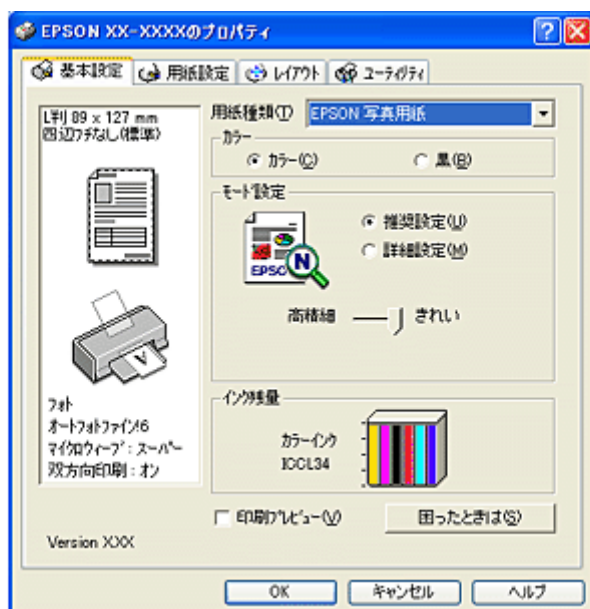 EPSON XX-XXXXのプロパティ
基本設定 用紙設定 レイアウト ユーティリティ
L判 89 x 127 mm
四辺フチなし(標準)
用紙種類(T) EPSON 写真用紙
カラー
カラー(C) 黒(B)
モード設定
EPSO N
推奨設定(U)
詳細設定(M)
高精細 きれい
A
フォト
オートフォトファイン!6
マイクロウィーブ : スーパー
双方向印刷 : オン
インク残量
カラーインク
ICCL34
印刷プレビュー(V) 困ったときは(S)
Version X.XX
OK キャンセル ヘルプ